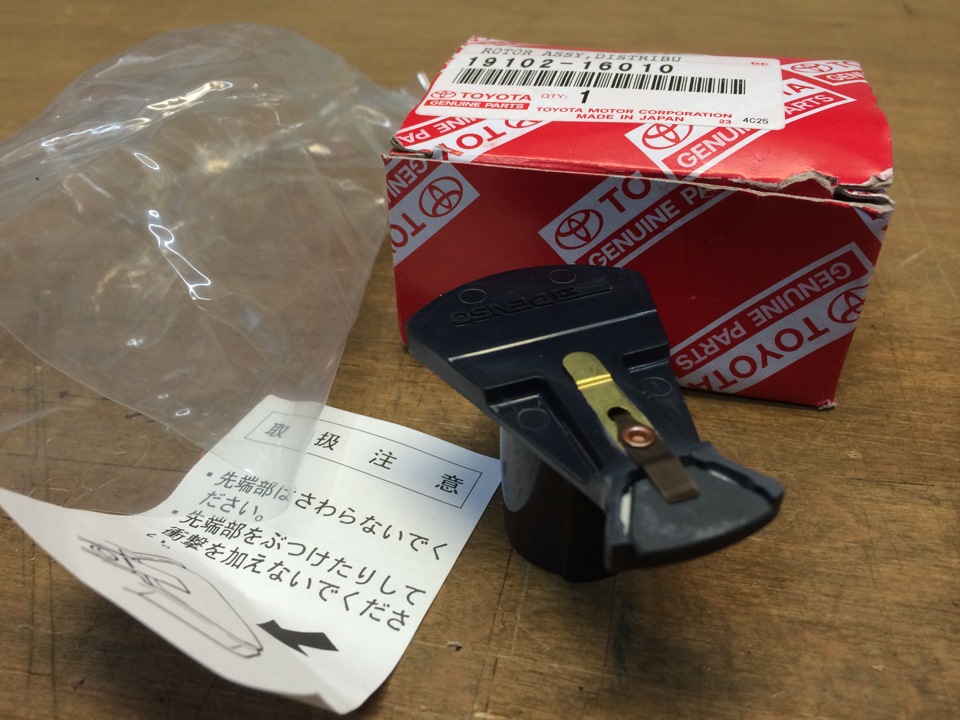 ROTOR ASSY,DISTRIBU
19102-16010
GE
TOYOTA
GENUINE PARTS
QTY: 1
TOYOTA MOTOR CORPORATION
MADE IN JAPAN
23 4C25
TOYOTA
GENUINE PARTS
TOYOTA
GENUINE PARTS
DENSO
取扱注意
・先端部はさわらないでく
ださい。
・先端部をぶつけたりして
衝撃を加えないでくださ